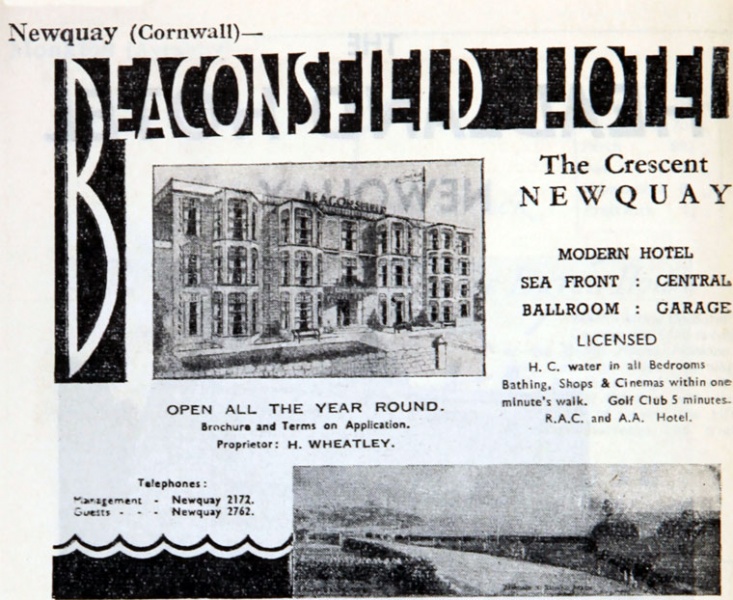 Newquay (Cornwall)—
BEACONSFIELD HOTEL
BEACONSFIELD
The Crescent
NEWQUAY
MODERN HOTEL
SEA FRONT : CENTRAL
BALLROOM : GARAGE
LICENSED
H. C. water in all Bedrooms
Bathing, Shops & Cinemas within one
minute's walk. Golf Club 5 minutes.
R.A.C. and A.A. Hotel.
OPEN ALL THE YEAR ROUND.
Brochure and Terms on Application.
Proprietor: H. WHEATLEY.
Telephones:
Management - Newquay 2172.
Guests - - - Newquay 2762.